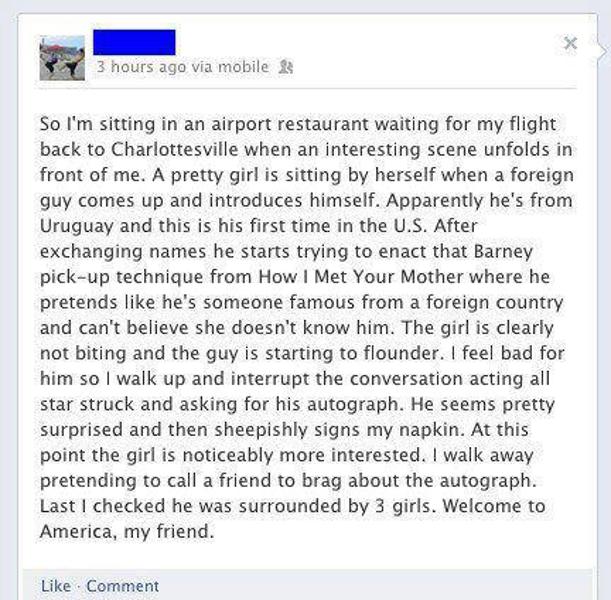 3 hours ago via mobile
So I'm sitting in an airport restaurant waiting for my flight
back to Charlottesville when an interesting scene unfolds in
front of me. A pretty girl is sitting by herself when a foreign
guy comes up and introduces himself. Apparently he's from
Uruguay and this is his first time in the U.S. After
exchanging names he starts trying to enact that Barney
pick-up technique from How I Met Your Mother where he
pretends like he's someone famous from a foreign country
and can't believe she doesn't know him. The girl is clearly
not biting and the guy is starting to flounder. I feel bad for
him so I walk up and interrupt the conversation acting all
star struck and asking for his autograph. He seems pretty
surprised and then sheepishly signs my napkin. At this
point the girl is noticeably more interested. I walk away
pretending to call a friend to brag about the autograph.
Last I checked he was surrounded by 3 girls. Welcome to
America, my friend.
Like · Comment